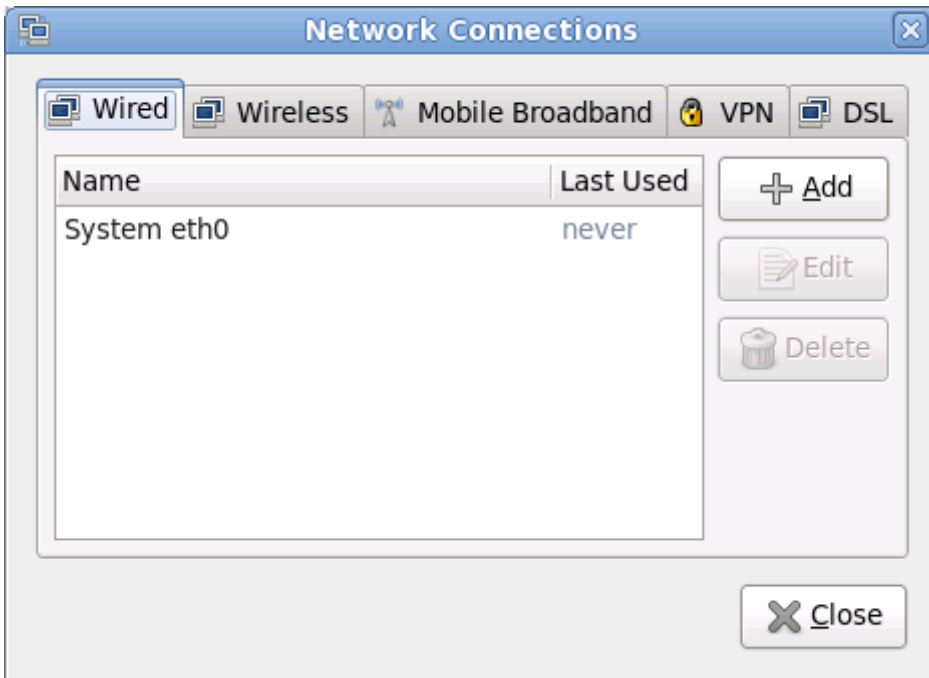 Network Connections
Wired Wireless Mobile Broadband VPN DSL
Name Last Used
System eth0 never
Add
Edit
Delete
Close